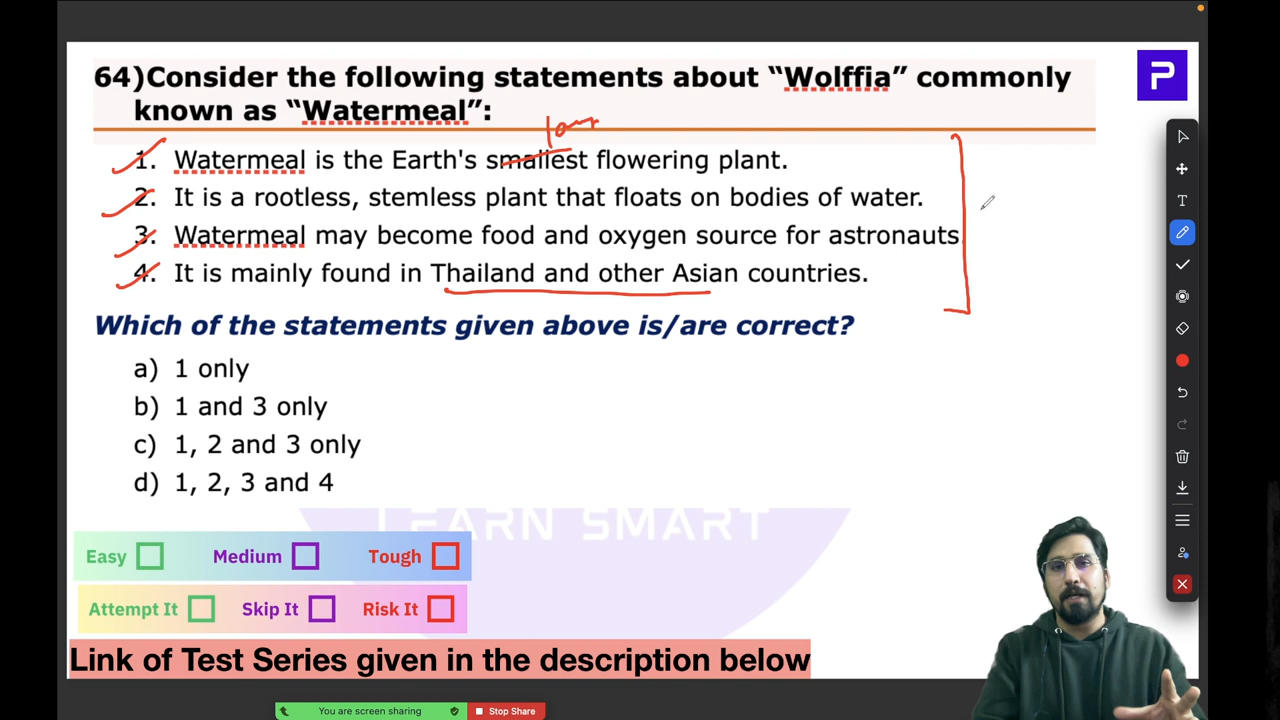 64)Consider the following statements about “Wolffia” commonly
known as “Watermeal”:
1. Watermeal is the Earth's smallest flowering plant.
2. It is a rootless, stemless plant that floats on bodies of water.
3. Watermeal may become food and oxygen source for astronauts.
4. It is mainly found in Thailand and other Asian countries.
Which of the statements given above is/are correct?
a) 1 only
b) 1 and 3 only
c) 1, 2 and 3 only
d) 1, 2, 3 and 4
LEARN SMART
Easy Medium Tough
Attempt It Skip It Risk It
Link of Test Series given in the description below
You are screen sharing Stop Share